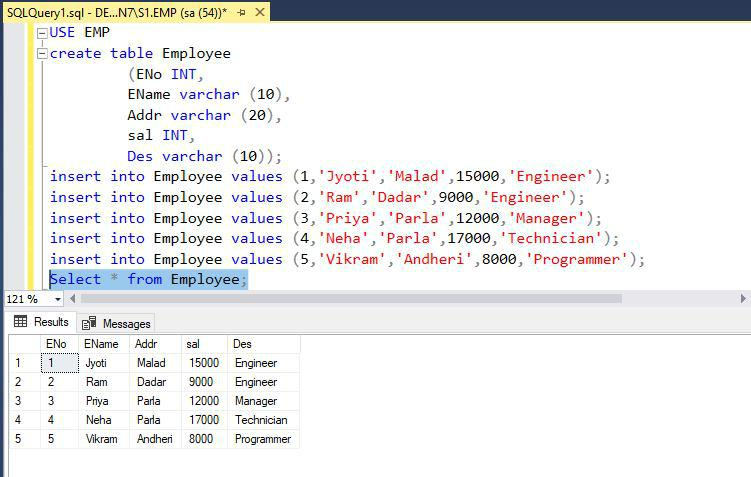 SQLQuery1.sql - DE...N7\S1.EMP (sa (54))*
USE EMP
create table Employee
(ENo INT,
EName varchar (10),
Addr varchar (20),
sal INT,
Des varchar (10));
insert into Employee values (1,'Jyoti','Malad',15000,'Engineer');
insert into Employee values (2,'Ram','Dadar',9000,'Engineer');
insert into Employee values (3,'Priya','Parla',12000,'Manager');
insert into Employee values (4,'Neha','Parla',17000,'Technician');
insert into Employee values (5,'Vikram','Andheri',8000,'Programmer');
Select * from Employee;
121 %
Results Messages
ENo EName Addr sal Des
1 1 Jyoti Malad 15000 Engineer
2 2 Ram Dadar 9000 Engineer
3 3 Priya Parla 12000 Manager
4 4 Neha Parla 17000 Technician
5 5 Vikram Andheri 8000 Programmer